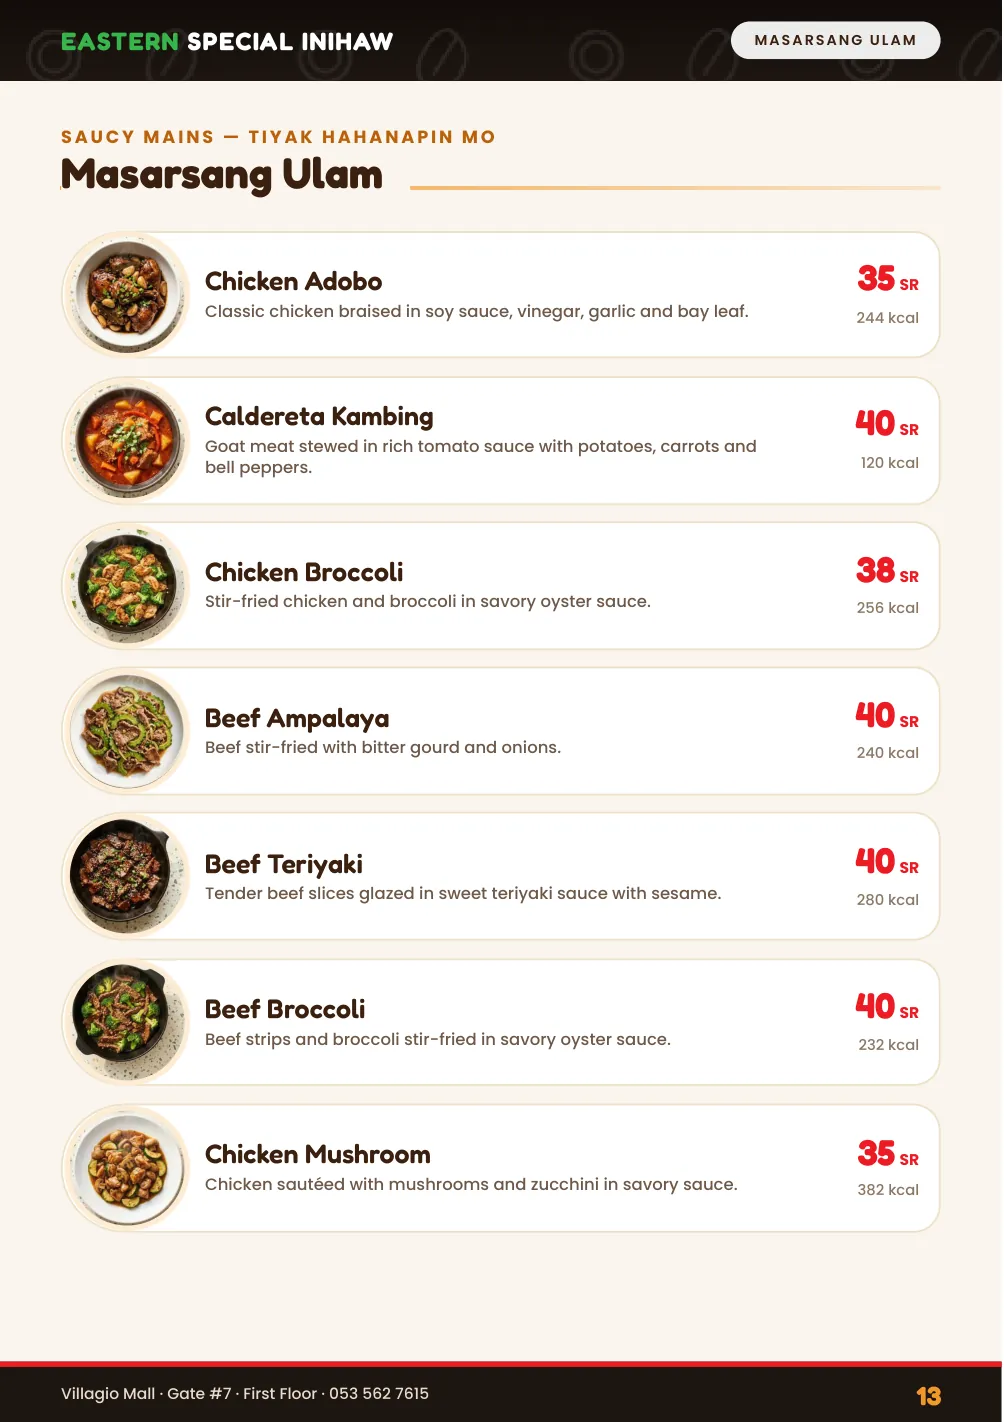 EASTERN SPECIAL INIHAW
MASARSANG ULAM
SAUCY MAINS — TIYAK HAHANAPIN MO
Masarsang Ulam
Chicken Adobo
Classic chicken braised in soy sauce, vinegar, garlic and bay leaf.
35 SR
244 kcal
Caldereta Kambing
Goat meat stewed in rich tomato sauce with potatoes, carrots and
bell peppers.
40 SR
120 kcal
Chicken Broccoli
Stir-fried chicken and broccoli in savory oyster sauce.
38 SR
256 kcal
Beef Ampalaya
Beef stir-fried with bitter gourd and onions.
40 SR
240 kcal
Beef Teriyaki
Tender beef slices glazed in sweet teriyaki sauce with sesame.
40 SR
280 kcal
Beef Broccoli
Beef strips and broccoli stir-fried in savory oyster sauce.
40 SR
232 kcal
Chicken Mushroom
Chicken sautéed with mushrooms and zucchini in savory sauce.
35 SR
382 kcal
Villagio Mall · Gate #7 · First Floor · 053 562 7615
13